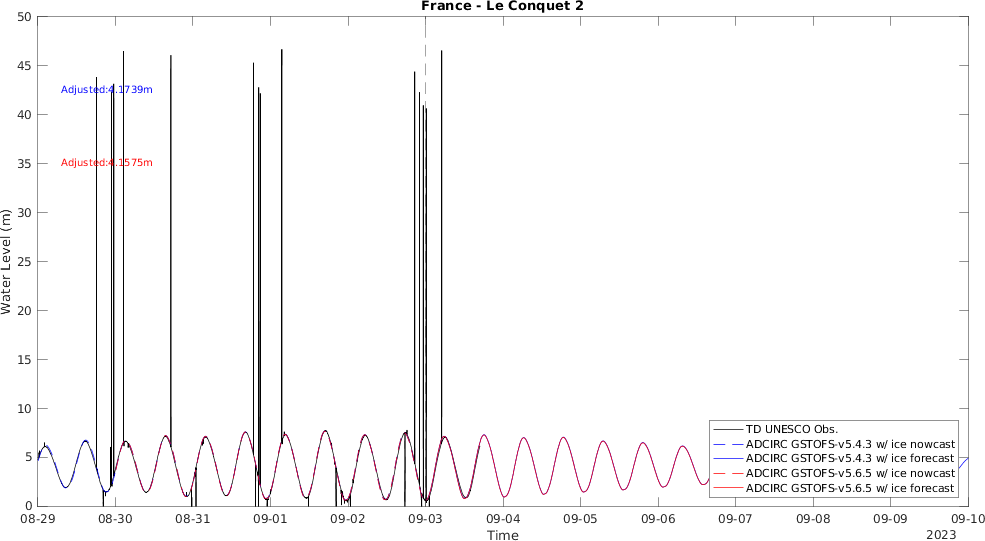 France - Le Conquet 2
50
45
40
35
30
25
20
15
10
5
0
Water Level (m)
Adjusted:4.1739m
Adjusted:4.1575m
TD UNESCO Obs.
ADCIRC GSTOFS-v5.4.3 w/ ice nowcast
ADCIRC GSTOFS-v5.4.3 w/ ice forecast
ADCIRC GSTOFS-v5.6.5 w/ ice nowcast
ADCIRC GSTOFS-v5.6.5 w/ ice forecast
08-29 08-30 08-31 09-01 09-02 09-03 09-04 09-05 09-06 09-07 09-08 09-09 09-10
Time
2023